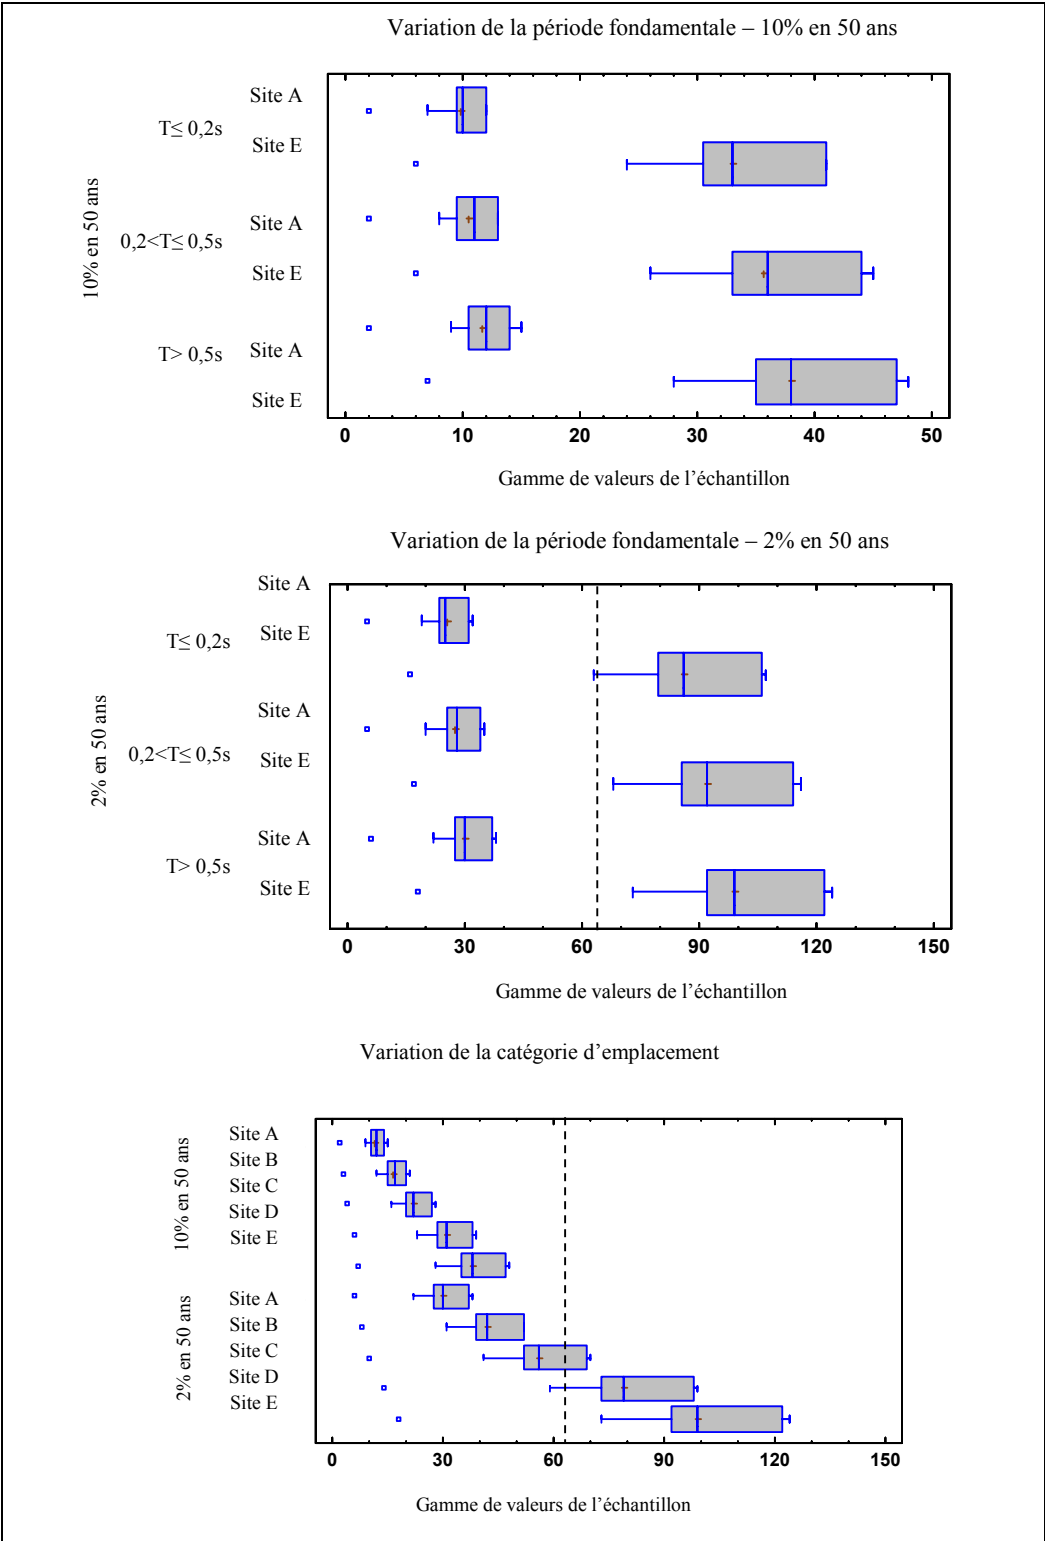 Variation de la période fondamentale – 10% en 50 ans
10% en 50 ans
T≤ 0,2s
Site A
Site E
0,2<T≤ 0,5s
Site A
Site E
T> 0,5s
Site A
Site E
0 10 20 30 40 50
Gamme de valeurs de l’échantillon
Variation de la période fondamentale – 2% en 50 ans
2% en 50 ans
T≤ 0,2s
Site A
Site E
0,2<T≤ 0,5s
Site A
Site E
T> 0,5s
Site A
Site E
0 30 60 90 120 150
Gamme de valeurs de l’échantillon
Variation de la catégorie d’emplacement
10% en 50 ans
Site A
Site B
Site C
Site D
Site E
2% en 50 ans
Site A
Site B
Site C
Site D
Site E
0 30 60 90 120 150
Gamme de valeurs de l’échantillon